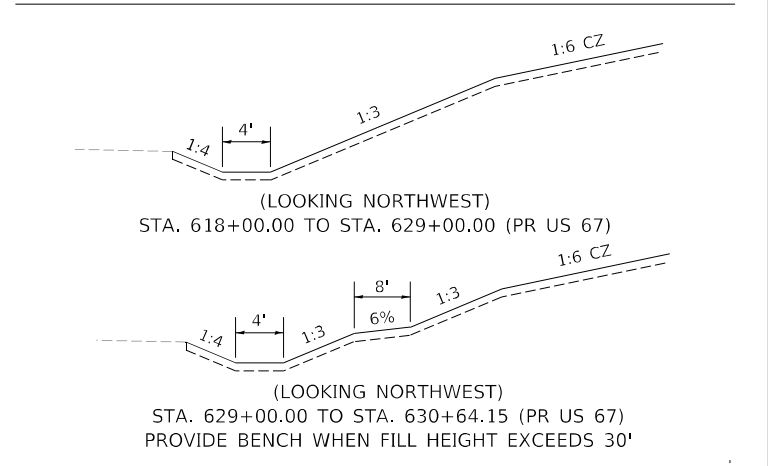 1:6 CZ
1:3
4'
1:4
(LOOKING NORTHWEST)
STA. 618+00.00 TO STA. 629+00.00 (PR US 67)
1:6 CZ
8'
1:3
6%
4'
1:3
1:4
(LOOKING NORTHWEST)
STA. 629+00.00 TO STA. 630+64.15 (PR US 67)
PROVIDE BENCH WHEN FILL HEIGHT EXCEEDS 30'